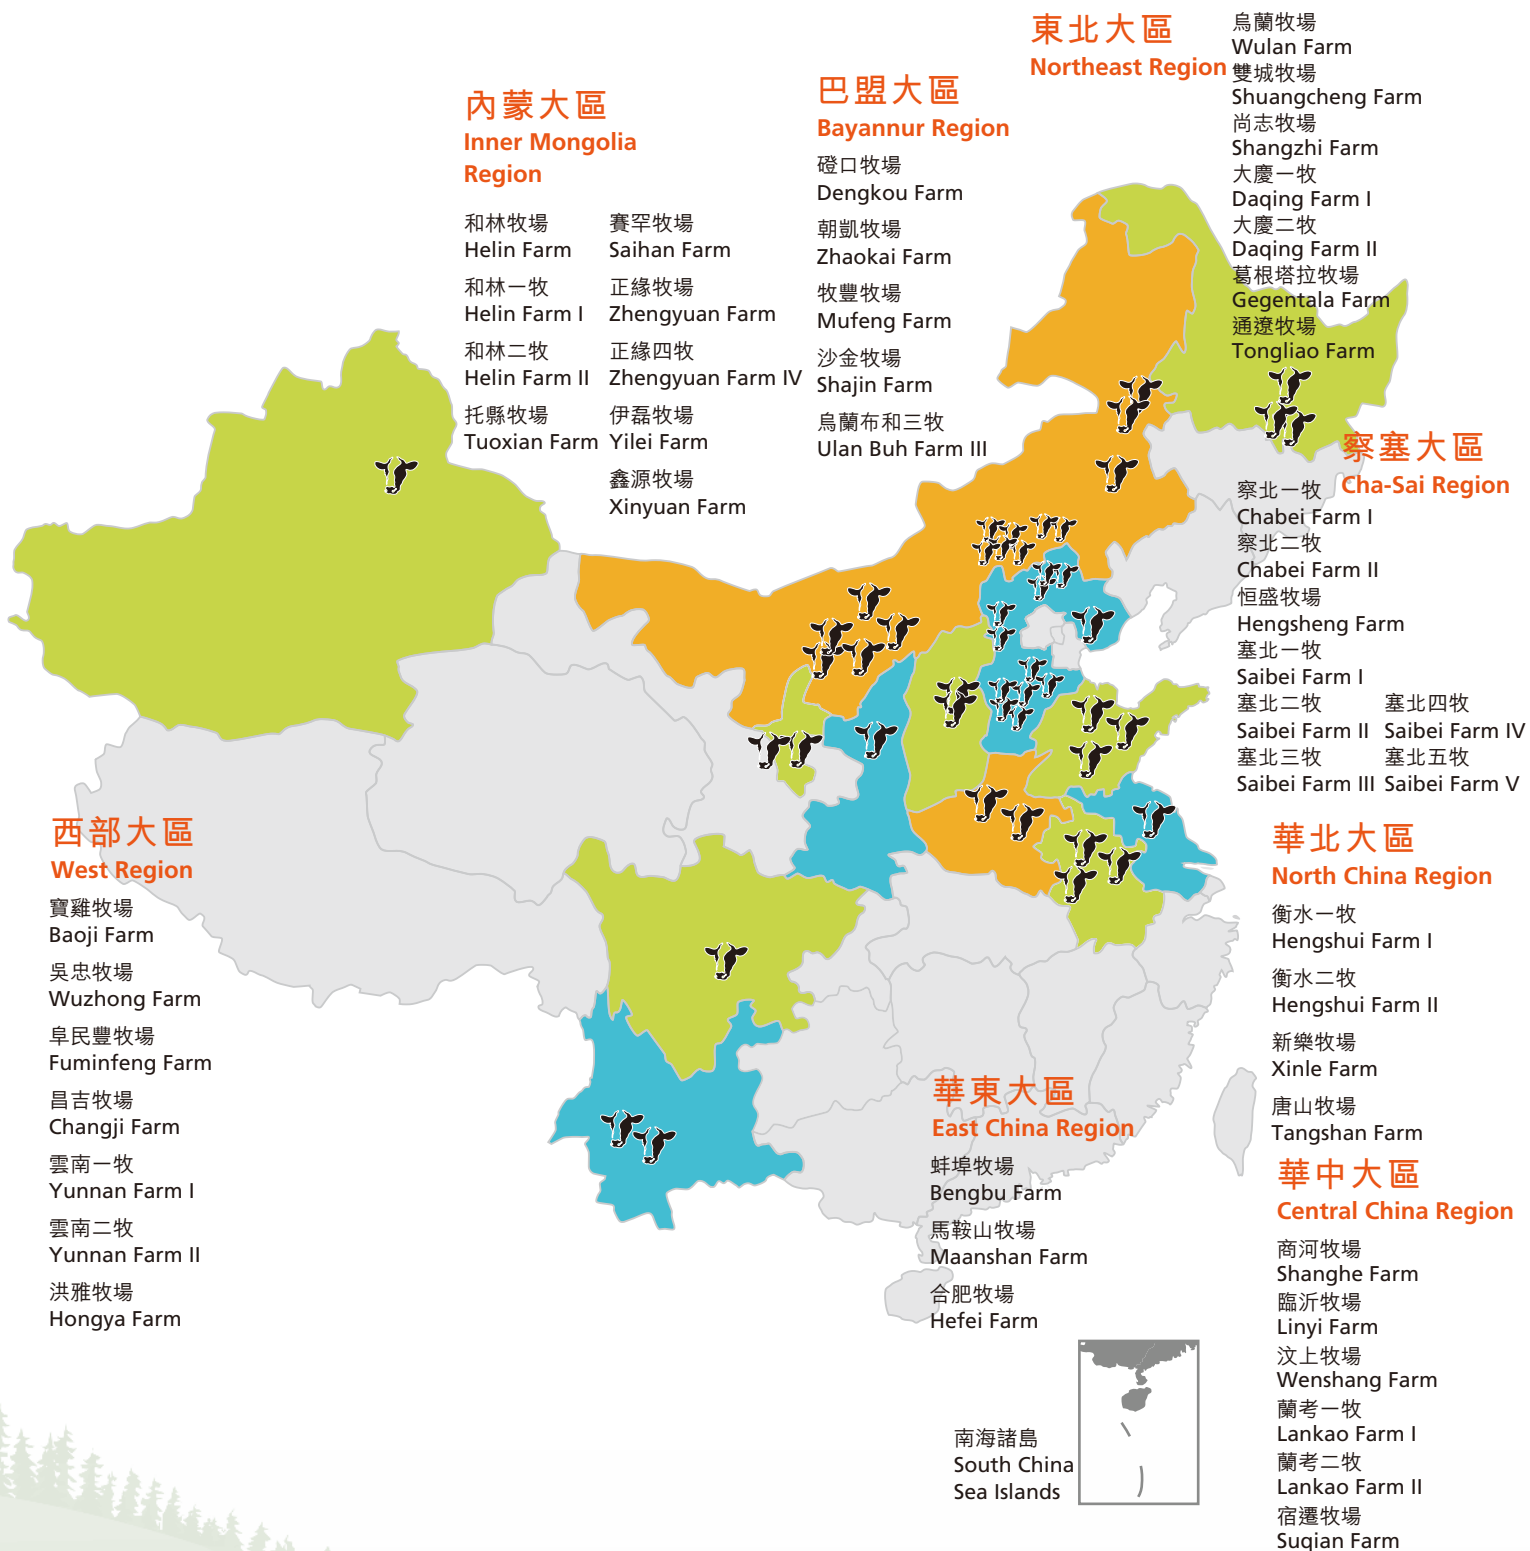 東北大區
Northeast Region
烏蘭牧場
Wulan Farm
雙城牧場
Shuangcheng Farm
尚志牧場
Shangzhi Farm
大慶一牧
Daqing Farm I
大慶二牧
Daqing Farm II
葛根塔拉牧場
Gegentala Farm
通遼牧場
Tongliao Farm
內蒙大區
Inner Mongolia
Region
和林牧場
Helin Farm
和林一牧
Helin Farm I
和林二牧
Helin Farm II
托縣牧場
Tuoxian Farm
賽罕牧場
Saihan Farm
正緣牧場
Zhengyuan Farm
正緣四牧
Zhengyuan Farm IV
伊磊牧場
Yilei Farm
鑫源牧場
Xinyuan Farm
巴盟大區
Bayannur Region
磴口牧場
Dengkou Farm
朝凱牧場
Zhaokai Farm
牧豐牧場
Mufeng Farm
沙金牧場
Shajin Farm
烏蘭布和三牧
Ulan Buh Farm III
察塞大區
Cha-Sai Region
察北一牧
Chabei Farm I
察北二牧
Chabei Farm II
恒盛牧場
Hengsheng Farm
塞北一牧
Saibei Farm I
塞北二牧
Saibei Farm II
塞北三牧
Saibei Farm III
塞北四牧
Saibei Farm IV
塞北五牧
Saibei Farm V
西部大區
West Region
寶雞牧場
Baoji Farm
吳忠牧場
Wuzhong Farm
阜民豐牧場
Fuminfeng Farm
昌吉牧場
Changji Farm
雲南一牧
Yunnan Farm I
雲南二牧
Yunnan Farm II
洪雅牧場
Hongya Farm
華北大區
North China Region
衡水一牧
Hengshui Farm I
衡水二牧
Hengshui Farm II
新樂牧場
Xinle Farm
唐山牧場
Tangshan Farm
華東大區
East China Region
蚌埠牧場
Bengbu Farm
馬鞍山牧場
Maanshan Farm
合肥牧場
Hefei Farm
華中大區
Central China Region
商河牧場
Shanghe Farm
臨沂牧場
Linyi Farm
汶上牧場
Wenshang Farm
蘭考一牧
Lankao Farm I
蘭考二牧
Lankao Farm II
宿遷牧場
Suqian Farm
南海諸島
South China
Sea Islands